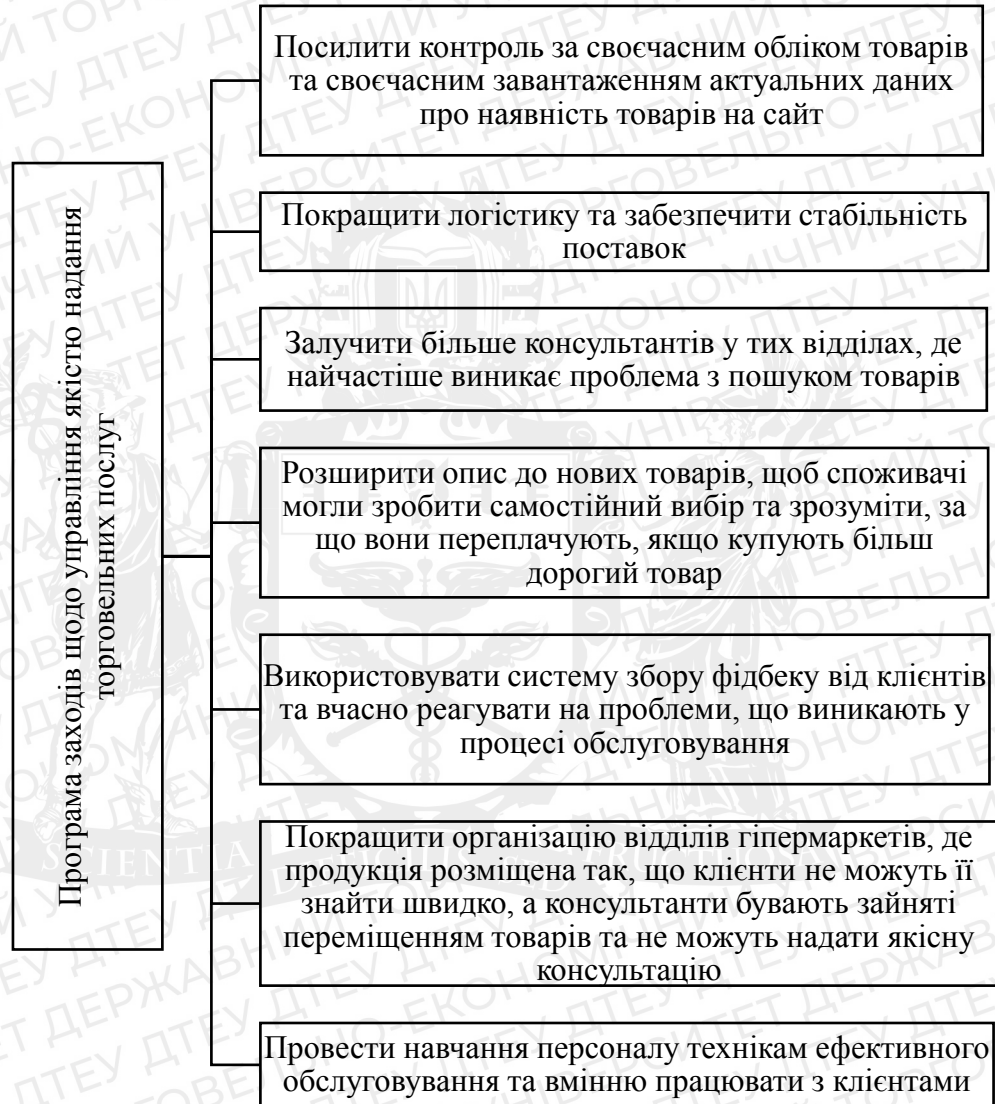 Програма заходів щодо управління якістю надання
торговельних послуг
Посилити контроль за своєчасним обліком товарів
та своєчасним завантаженням актуальних даних
про наявність товарів на сайт
Покращити логістику та забезпечити стабільність
поставок
Залучити більше консультантів у тих відділах, де
найчастіше виникає проблема з пошуком товарів
Розширити опис до нових товарів, щоб споживачі
могли зробити самостійний вибір та зрозуміти, за
що вони переплачують, якщо купують більш
дорогий товар
Використовувати систему збору фідбеку від клієнтів
та вчасно реагувати на проблеми, що виникають у
процесі обслуговування
Покращити організацію відділів гіпермаркетів, де
продукція розміщена так, що клієнти не можуть її
знайти швидко, а консультанти бувають зайняті
переміщенням товарів та не можуть надати якісну
консультацію
Провести навчання персоналу технікам ефективного
обслуговування та вмінню працювати з клієнтами